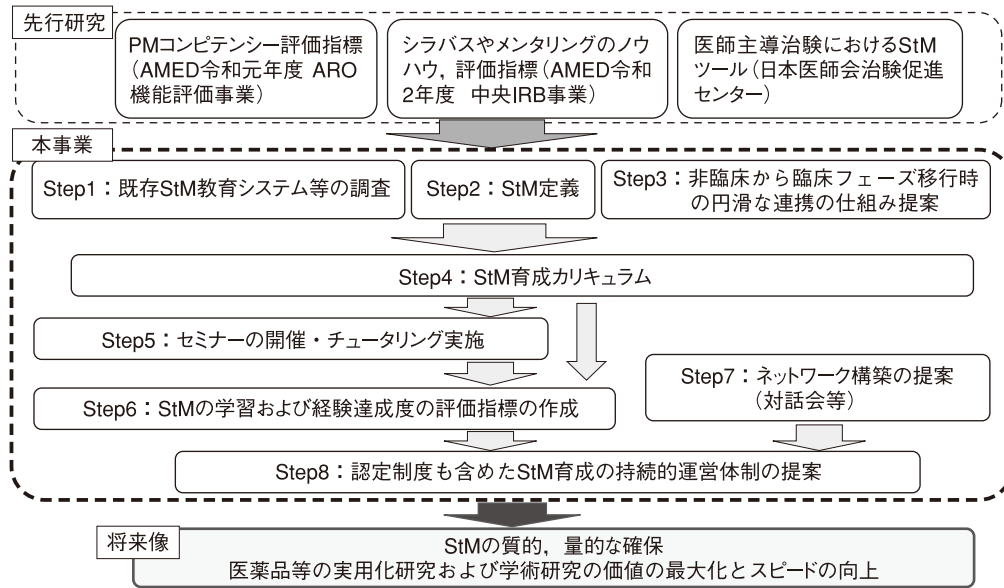 先行研究
PMコンピテンシー評価指標
（AMED令和元年度 ARO
機能評価事業）
シラバスやメンタリングのノウ
ハウ，評価指標（AMED令和
2年度 中央IRB事業）
医師主導治験におけるStM
ツール（日本医師会治験促進
センター）
本事業
Step1：既存StM教育システム等の調査
Step2：StM定義
Step3：非臨床から臨床フェーズ移行時
の円滑な連携の仕組み提案
Step4：StM育成カリキュラム
Step5：セミナーの開催・チュータリング実施
Step6：StMの学習および経験達成度の評価指標の作成
Step7：ネットワーク構築の提案
（対話会等）
Step8：認定制度も含めたStM育成の持続的運営体制の提案
将来像
StMの質的，量的な確保
医薬品等の実用化研究および学術研究の価値の最大化とスピードの向上